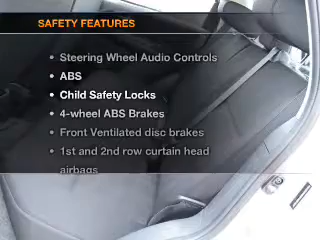 SAFETY FEATURES
• Steering Wheel Audio Controls
• ABS
• Child Safety Locks
• 4-wheel ABS Brakes
• Front Ventilated disc brakes
• 1st and 2nd row curtain head
airbags